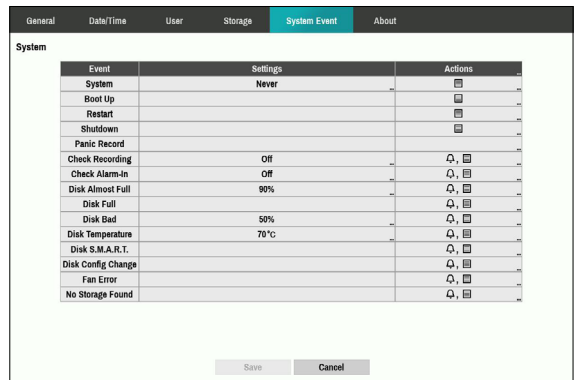 General Date/Time User Storage System Event About
System
Event Settings Actions ...
System Never ... ...
Boot Up ...
Restart ...
Shutdown ...
Panic Record ...
Check Recording Off ... , ...
Check Alarm-In Off ... , ...
Disk Almost Full 90% ... , ...
Disk Full , ...
Disk Bad 50% ... , ...
Disk Temperature 70°C ... , ...
Disk S.M.A.R.T. , ...
Disk Config Change , ...
Fan Error , ...
No Storage Found , ...
Save Cancel